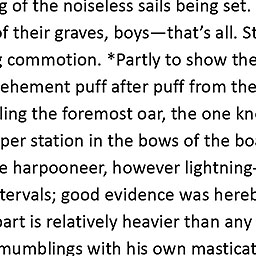 g of the noiseless sails being set.
of their graves, boys—that’s all. St
g commotion. *Partly to show the
ehement puff after puff from the
ling the foremost oar, the one kn
per station in the bows of the bo
e harpooneer, however lightning-
tervals; good evidence was hereb
part is relatively heavier than any
mumblings with his own masticat